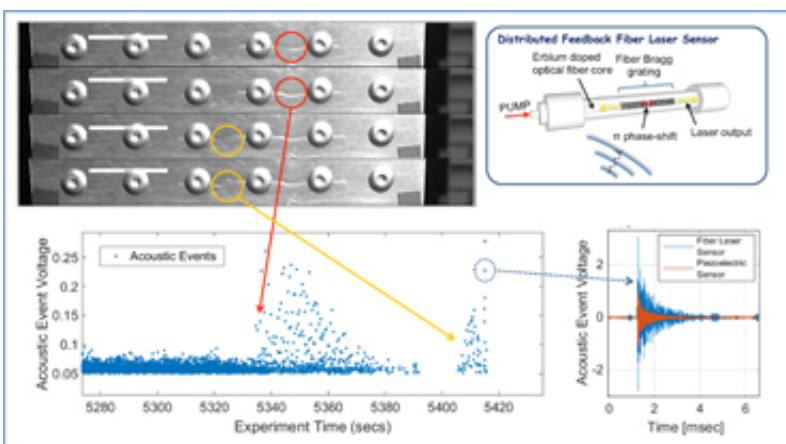 Distributed Feedback Fiber Laser Sensor
Erbium doped
optical fiber core
Fiber Bragg
grating
PUMP
π phase-shift
Laser output
Acoustic Event Voltage
0.25
0.2
0.15
0.1
0.05
Acoustic Events
5280
5300
5320
5340
5360
5380
5400
5420
Experiment Time (secs)
Acoustic Event Voltage
2
0
-2
Fiber Laser
Sensor
Piezoelectric
Sensor
0
2
4
6
Time [msec]